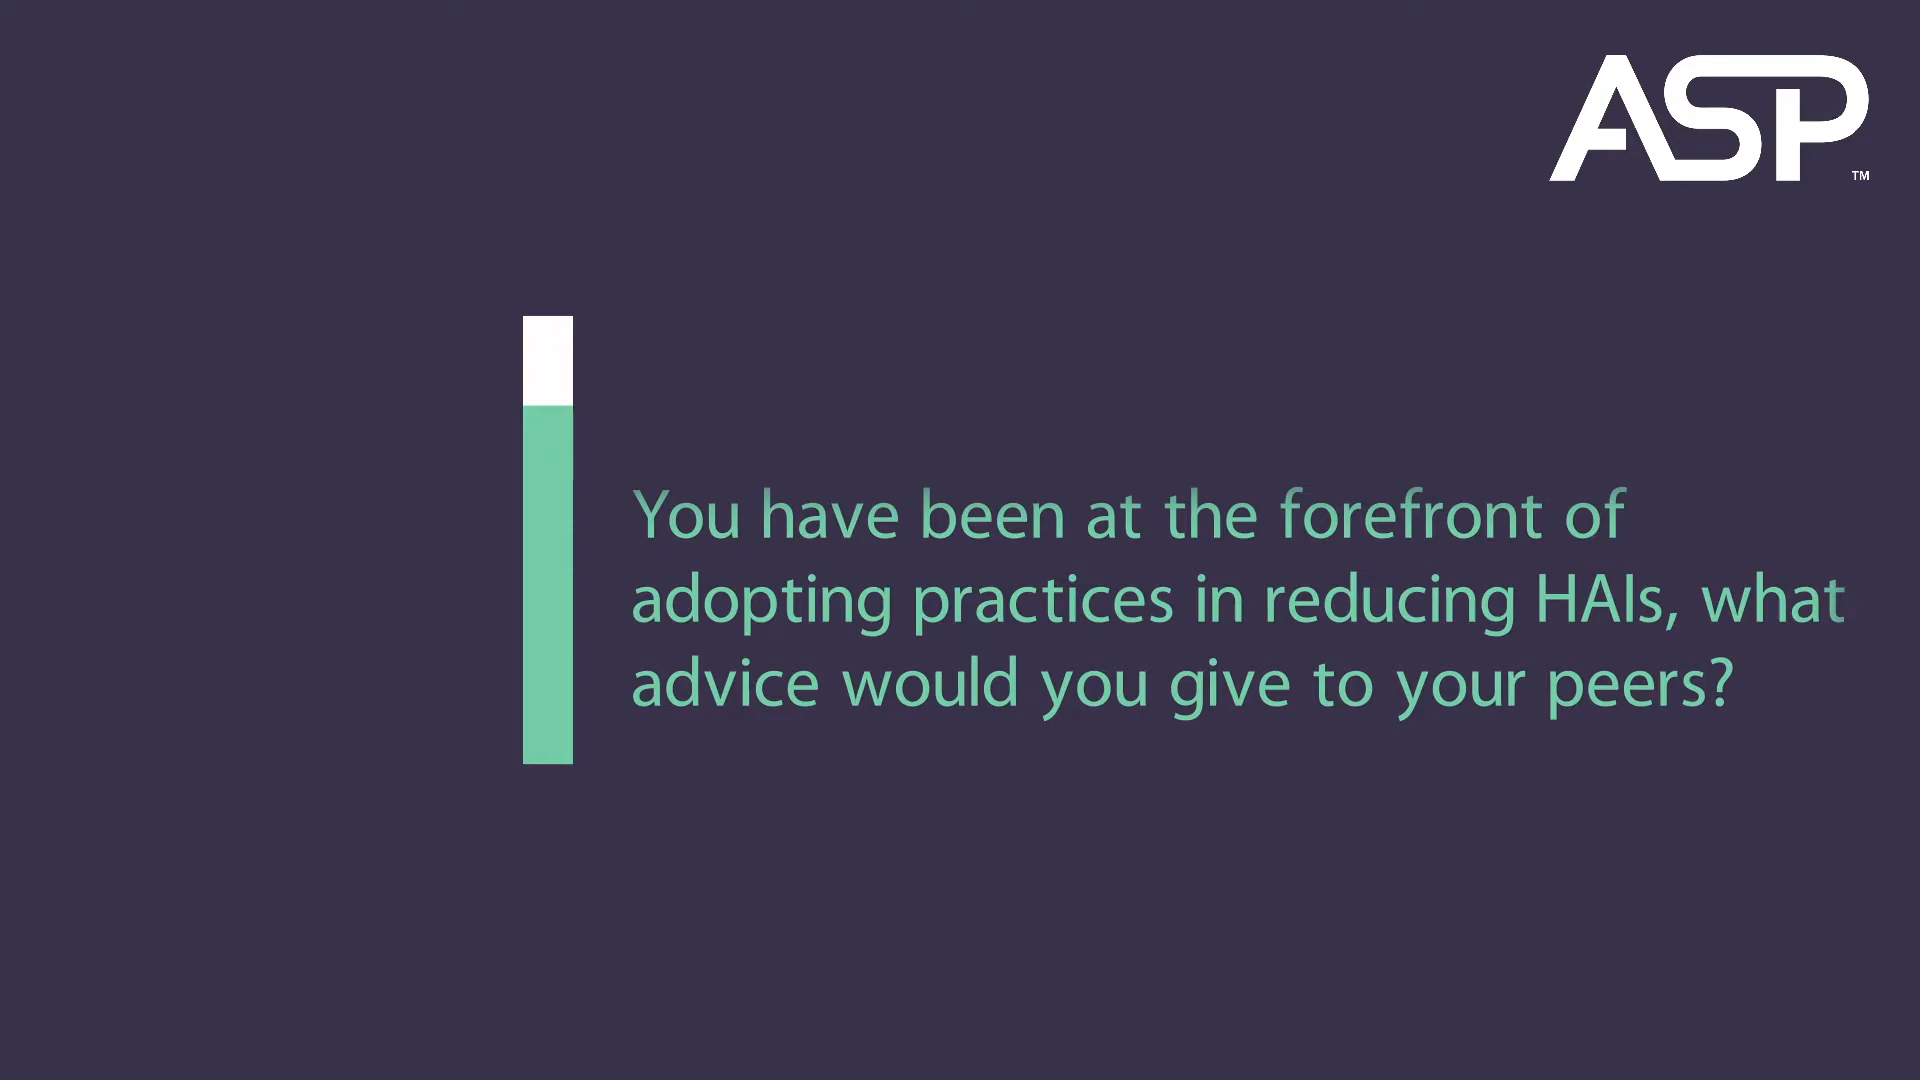 ASP
TM
You have been at the forefront of
adopting practices in reducing HAIs, what
advice would you give to your peers?